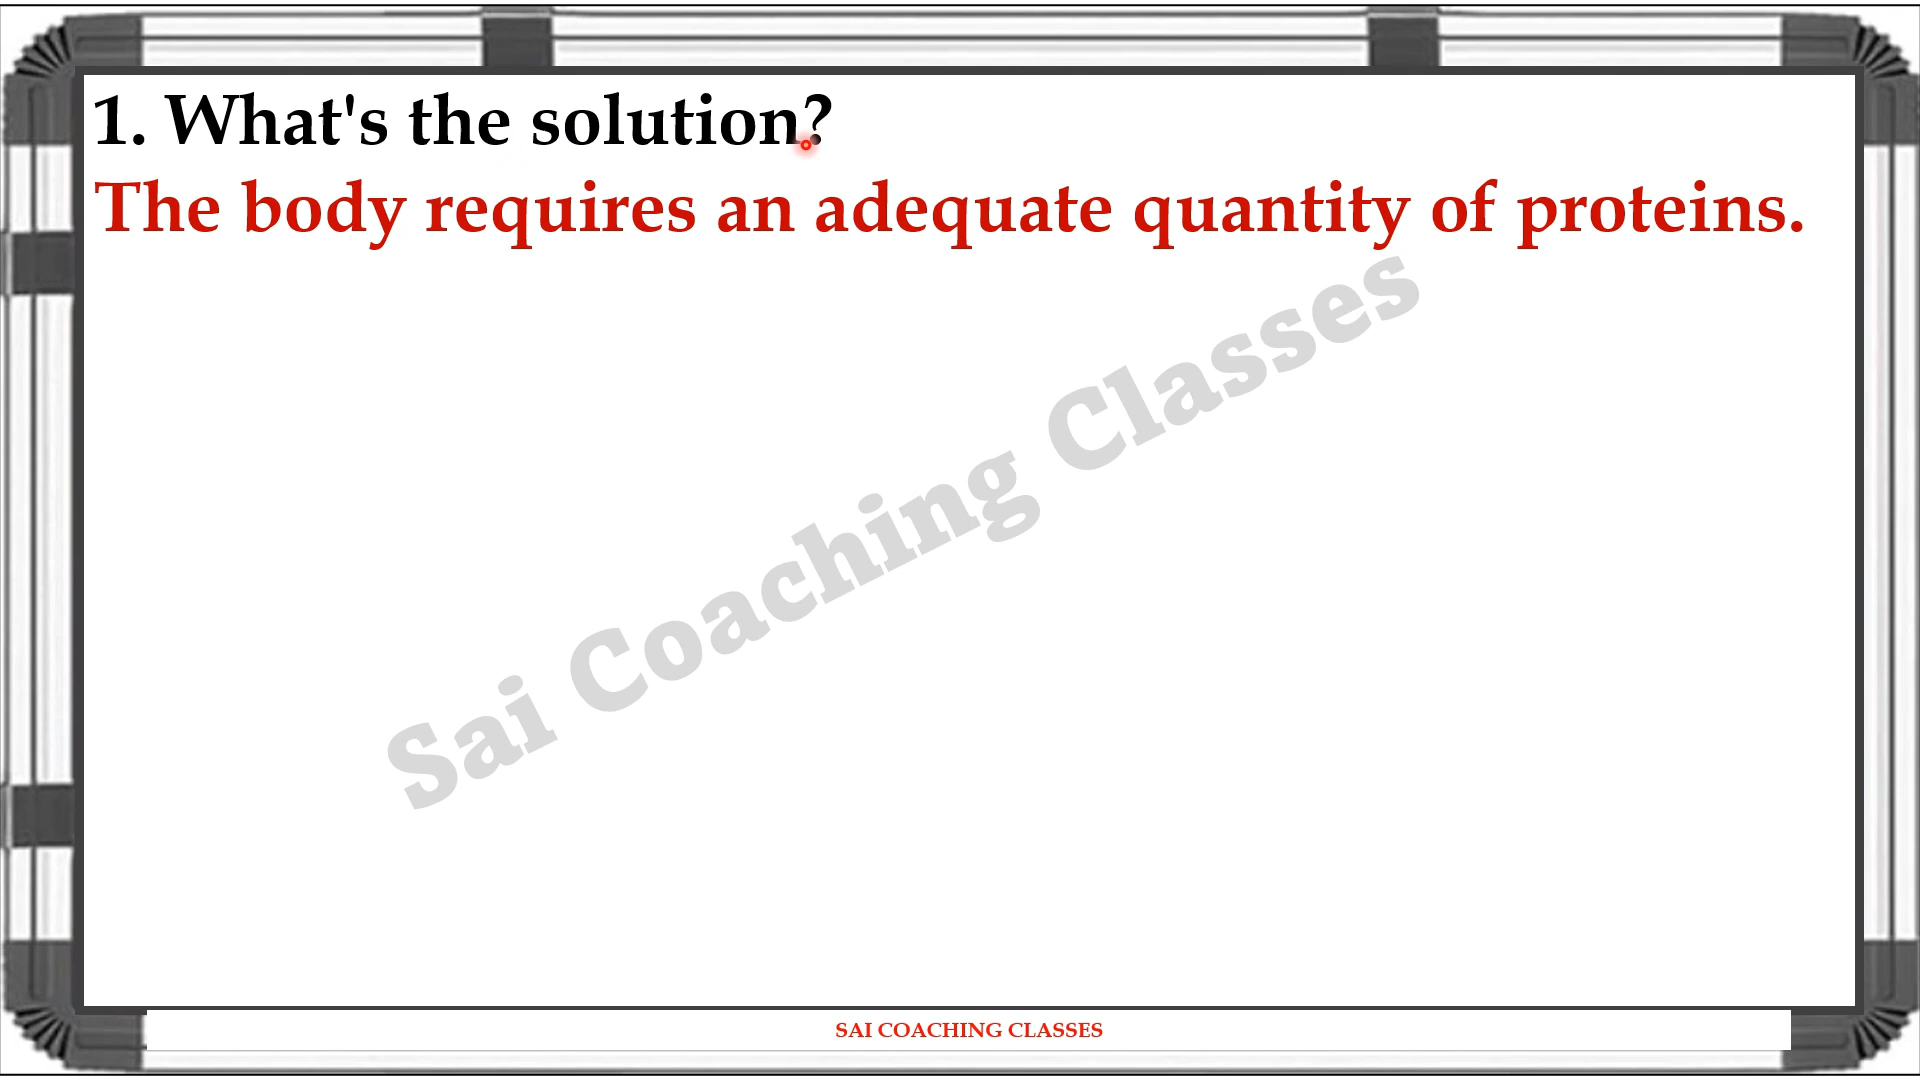 1. What's the solution?
The body requires an adequate quantity of proteins.
Sai Coaching Classes
SAI COACHING CLASSES